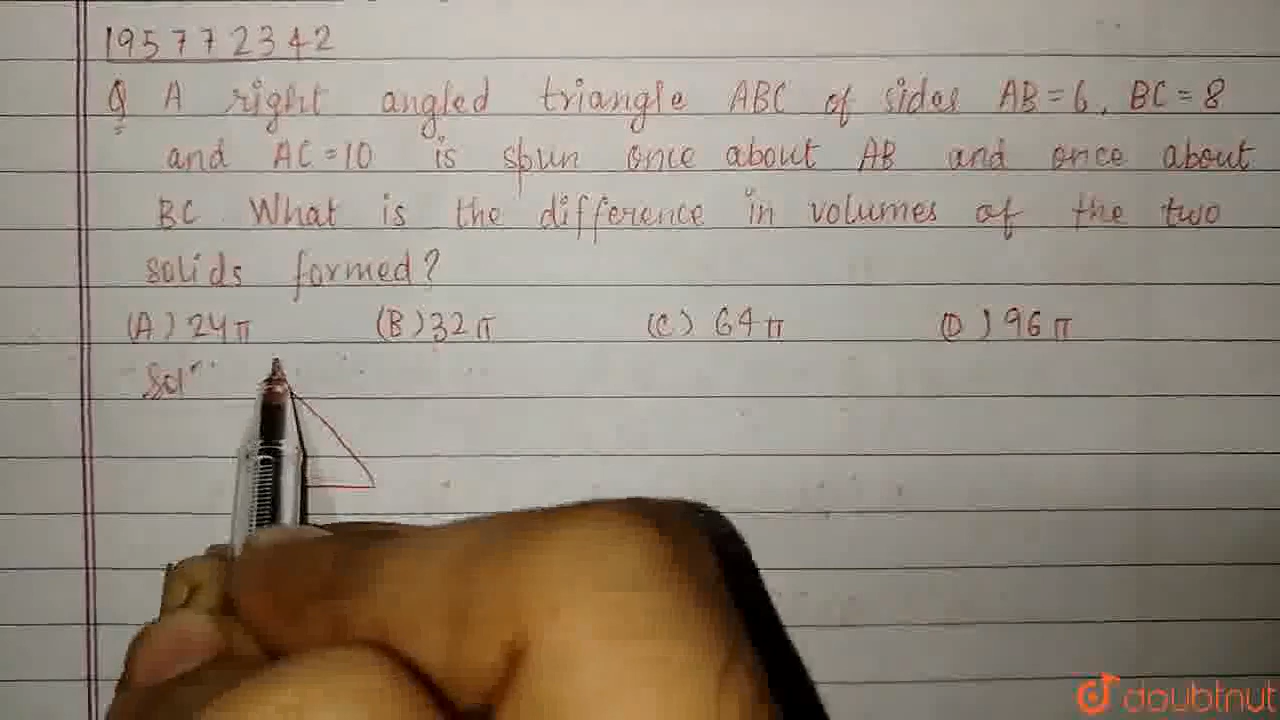 195772342
Q A right angled triangle ABC of sides AB = 6, BC = 8
and AC = 10 is spun once about AB and once about
BC What is the difference in volumes of the two
solids formed?
(A) 24π (B) 32π (C) 64π (D) 96π
Solⁿ
doubtnut